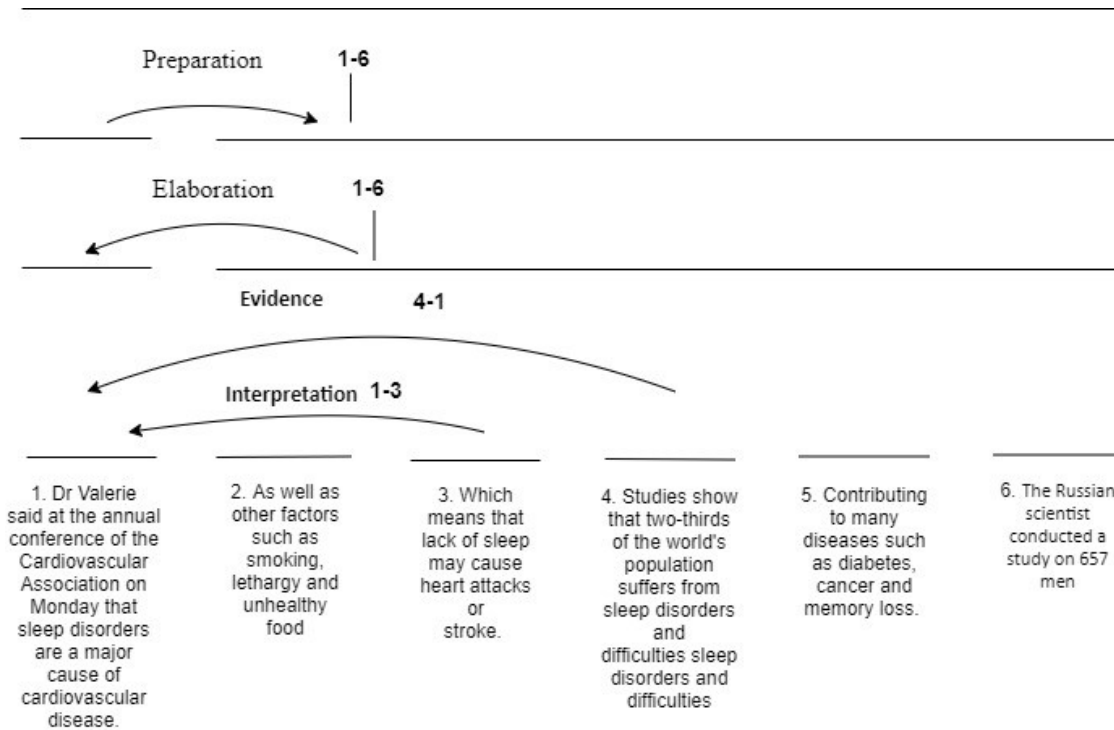 Preparation 1-6
Elaboration 1-6
Evidence 4-1
Interpretation 1-3
1. Dr Valerie
said at the annual
conference of the
Cardiovascular
Association on
Monday that
sleep disorders
are a major
cause of
cardiovascular
disease.
2. As well as
other factors
such as
smoking,
lethargy and
unhealthy
food
3. Which
means that
lack of sleep
may cause
heart attacks
or
stroke.
4. Studies show
that two-thirds
of the world's
population
suffers from
sleep disorders
and
difficulties sleep
disorders and
difficulties
5. Contributing
to many
diseases such
as diabetes,
cancer and
memory loss.
6. The Russian
scientist
conducted a
study on 657
men